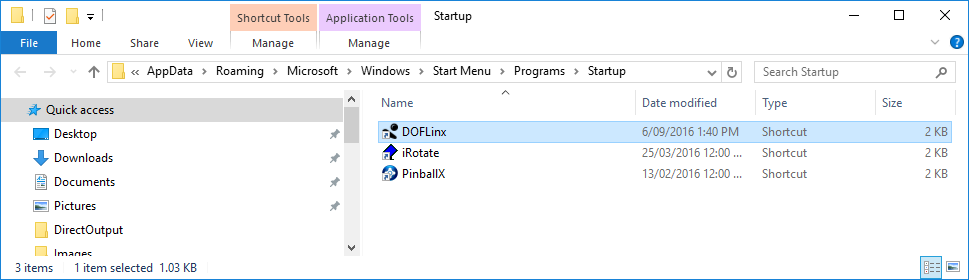 Shortcut Tools Application Tools Startup
File Home Share View Manage Manage
« AppData Roaming Microsoft Windows Start Menu Programs Startup Search Startup
Quick access
Desktop
Downloads
Documents
Pictures
DirectOutput
Images
Name Date modified Type Size
DOFLinx 6/09/2016 1:40 PM Shortcut 2 KB
iRotate 25/03/2016 12:00 ... Shortcut 2 KB
PinballX 13/02/2016 12:00 ... Shortcut 2 KB
3 items 1 item selected 1.03 KB